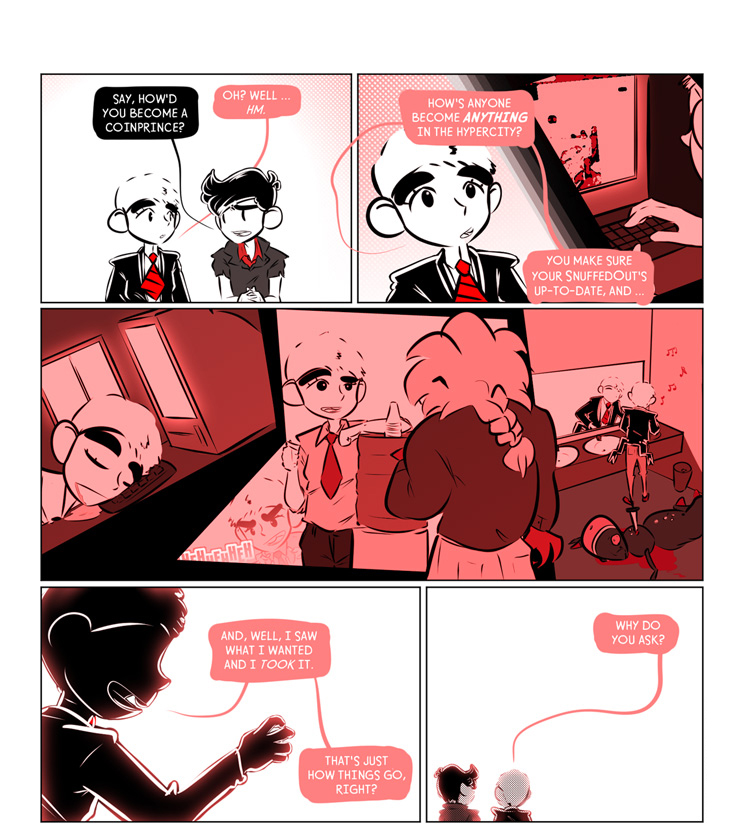 SAY, HOW'D
YOU BECOME A
COINPRINCE?
OH? WELL ...
HM.
HOW'S ANYONE
BECOME ANYTHING
IN THE HYPERCITY?
YOU MAKE SURE
YOUR SNUFFEDOUT'S
UP-TO-DATE, AND ...
AND, WELL, I SAW
WHAT I WANTED
AND I TOOK IT.
THAT'S JUST
HOW THINGS GO,
RIGHT?
WHY DO
YOU ASK?